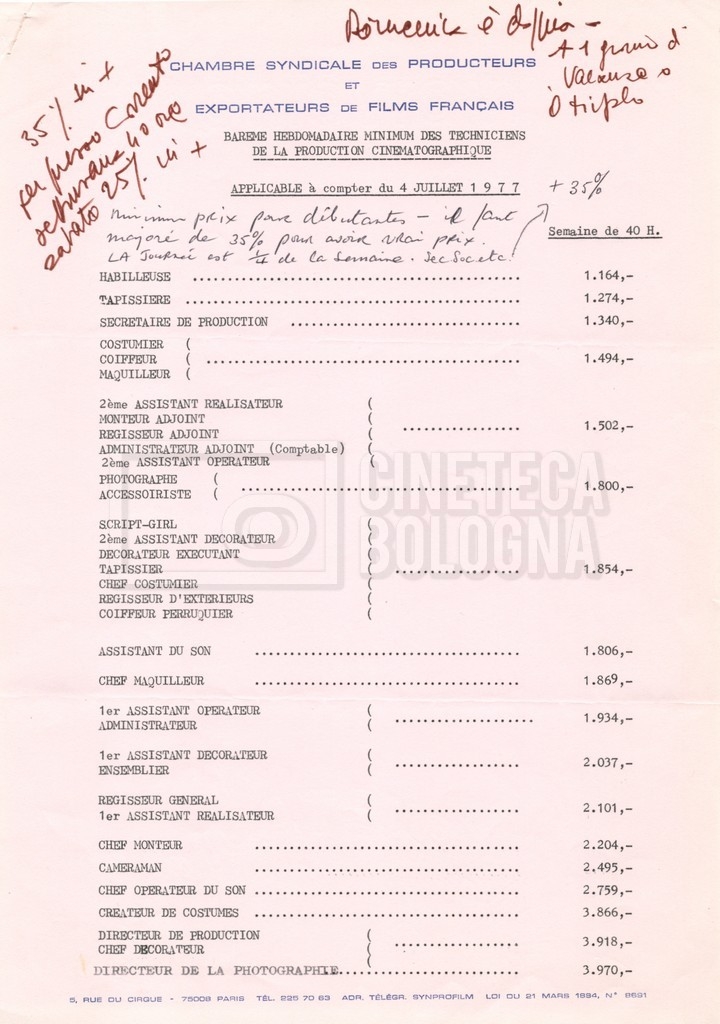 Domenica è doppia -
+ 1 giorno di
Vacanza o
35% in +
per prezzo corrente
settimana 40 ore
sabato 25% in +
CHAMBRE SYNDICALE DES PRODUCTEURS
ET
EXPORTATEURS DE FILMS FRANÇAIS
BAREME HEBDOMADAIRE MINIMUM DES TECHNICIENS
DE LA PRODUCTION CINEMATOGRAPHIQUE
APPLICABLE à compter du 4 JUILLET 1977 + 35%
minimum prix pour débutantes - il faut
majoré de 35% pour avoir vrai prix.
LA Journée est 1/4 de la semaine.
Semaine de 40 H.
HABILLEUSE .......... 1.164,-
TAPISSIERE .......... 1.274,-
SECRETAIRE DE PRODUCTION .......... 1.340,-
COSTUMIER (
COIFFEUR ( .......... 1.494,-
MAQUILLEUR (
2ème ASSISTANT REALISATEUR (
MONTEUR ADJOINT (
REGISSEUR ADJOINT ( .......... 1.502,-
ADMINISTRATEUR ADJOINT (Comptable) (
2ème ASSISTANT OPERATEUR (
PHOTOGRAPHE (
ACCESSOIRISTE ( .......... 1.800,-
SCRIPT-GIRL (
2ème ASSISTANT DECORATEUR (
DECORATEUR EXECUTANT (
TAPISSIER ( .......... 1.854,-
CHEF COSTUMIER (
REGISSEUR D'EXTERIEURS (
COIFFEUR PERRUQUIER (
ASSISTANT DU SON .......... 1.806,-
CHEF MAQUILLEUR .......... 1.869,-
1er ASSISTANT OPERATEUR (
ADMINISTRATEUR ( .......... 1.934,-
1er ASSISTANT DECORATEUR (
ENSEMBLIER ( .......... 2.037,-
REGISSEUR GENERAL (
1er ASSISTANT REALISATEUR ( .......... 2.101,-
CHEF MONTEUR .......... 2.204,-
CAMERAMAN .......... 2.495,-
CHEF OPERATEUR DU SON .......... 2.759,-
CREATEUR DE COSTUMES .......... 3.866,-
DIRECTEUR DE PRODUCTION (
CHEF DECORATEUR ( .......... 3.918,-
DIRECTEUR DE LA PHOTOGRAPHIE .......... 3.970,-
5, RUE DU CIRQUE - 75008 PARIS TÉL. 225 70 63 ADR. TÉLÉGR. SYNPROFILM LOI DU 21 MARS 1884, N° 8691
CINETECA
BOLOGNA